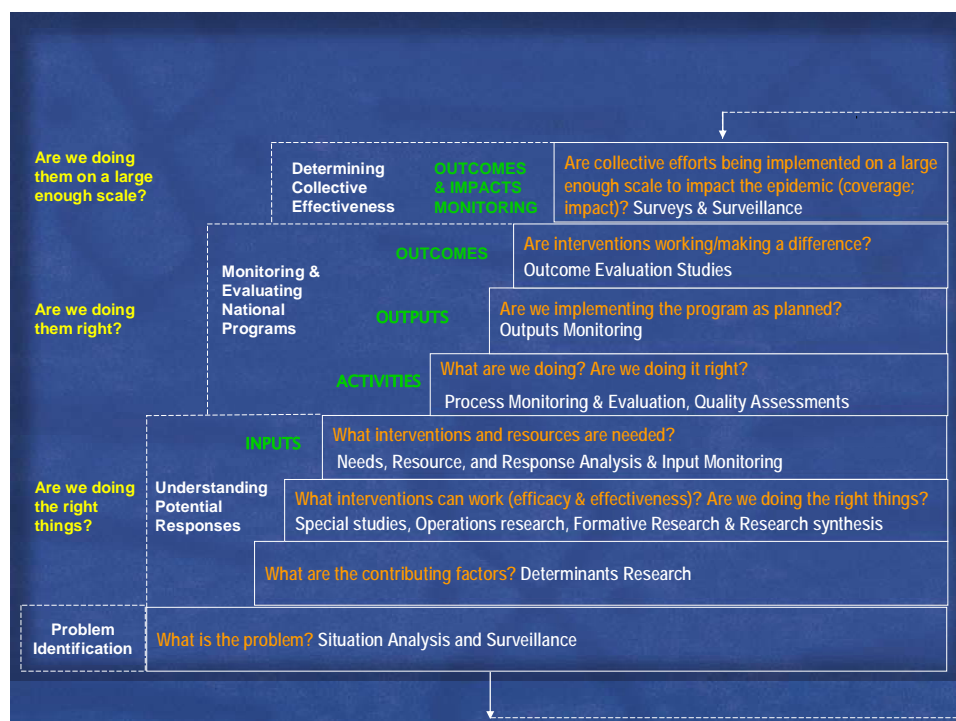 Are we doing
them on a large
enough scale?
Determining
Collective
Effectiveness
OUTCOMES
& IMPACTS
MONITORING
Are collective efforts being implemented on a large
enough scale to impact the epidemic (coverage;
impact)? Surveys & Surveillance
Monitoring &
Evaluating
National
Programs
OUTCOMES
Are interventions working/making a difference?
Outcome Evaluation Studies
Are we doing
them right?
OUTPUTS
Are we implementing the program as planned?
Outputs Monitoring
ACTIVITIES
What are we doing? Are we doing it right?
Process Monitoring & Evaluation, Quality Assessments
INPUTS
What interventions and resources are needed?
Needs, Resource, and Response Analysis & Input Monitoring
Are we doing
the right
things?
Understanding
Potential
Responses
What interventions can work (efficacy & effectiveness)? Are we doing the right things?
Special studies, Operations research, Formative Research & Research synthesis
What are the contributing factors? Determinants Research
Problem
Identification
What is the problem? Situation Analysis and Surveillance